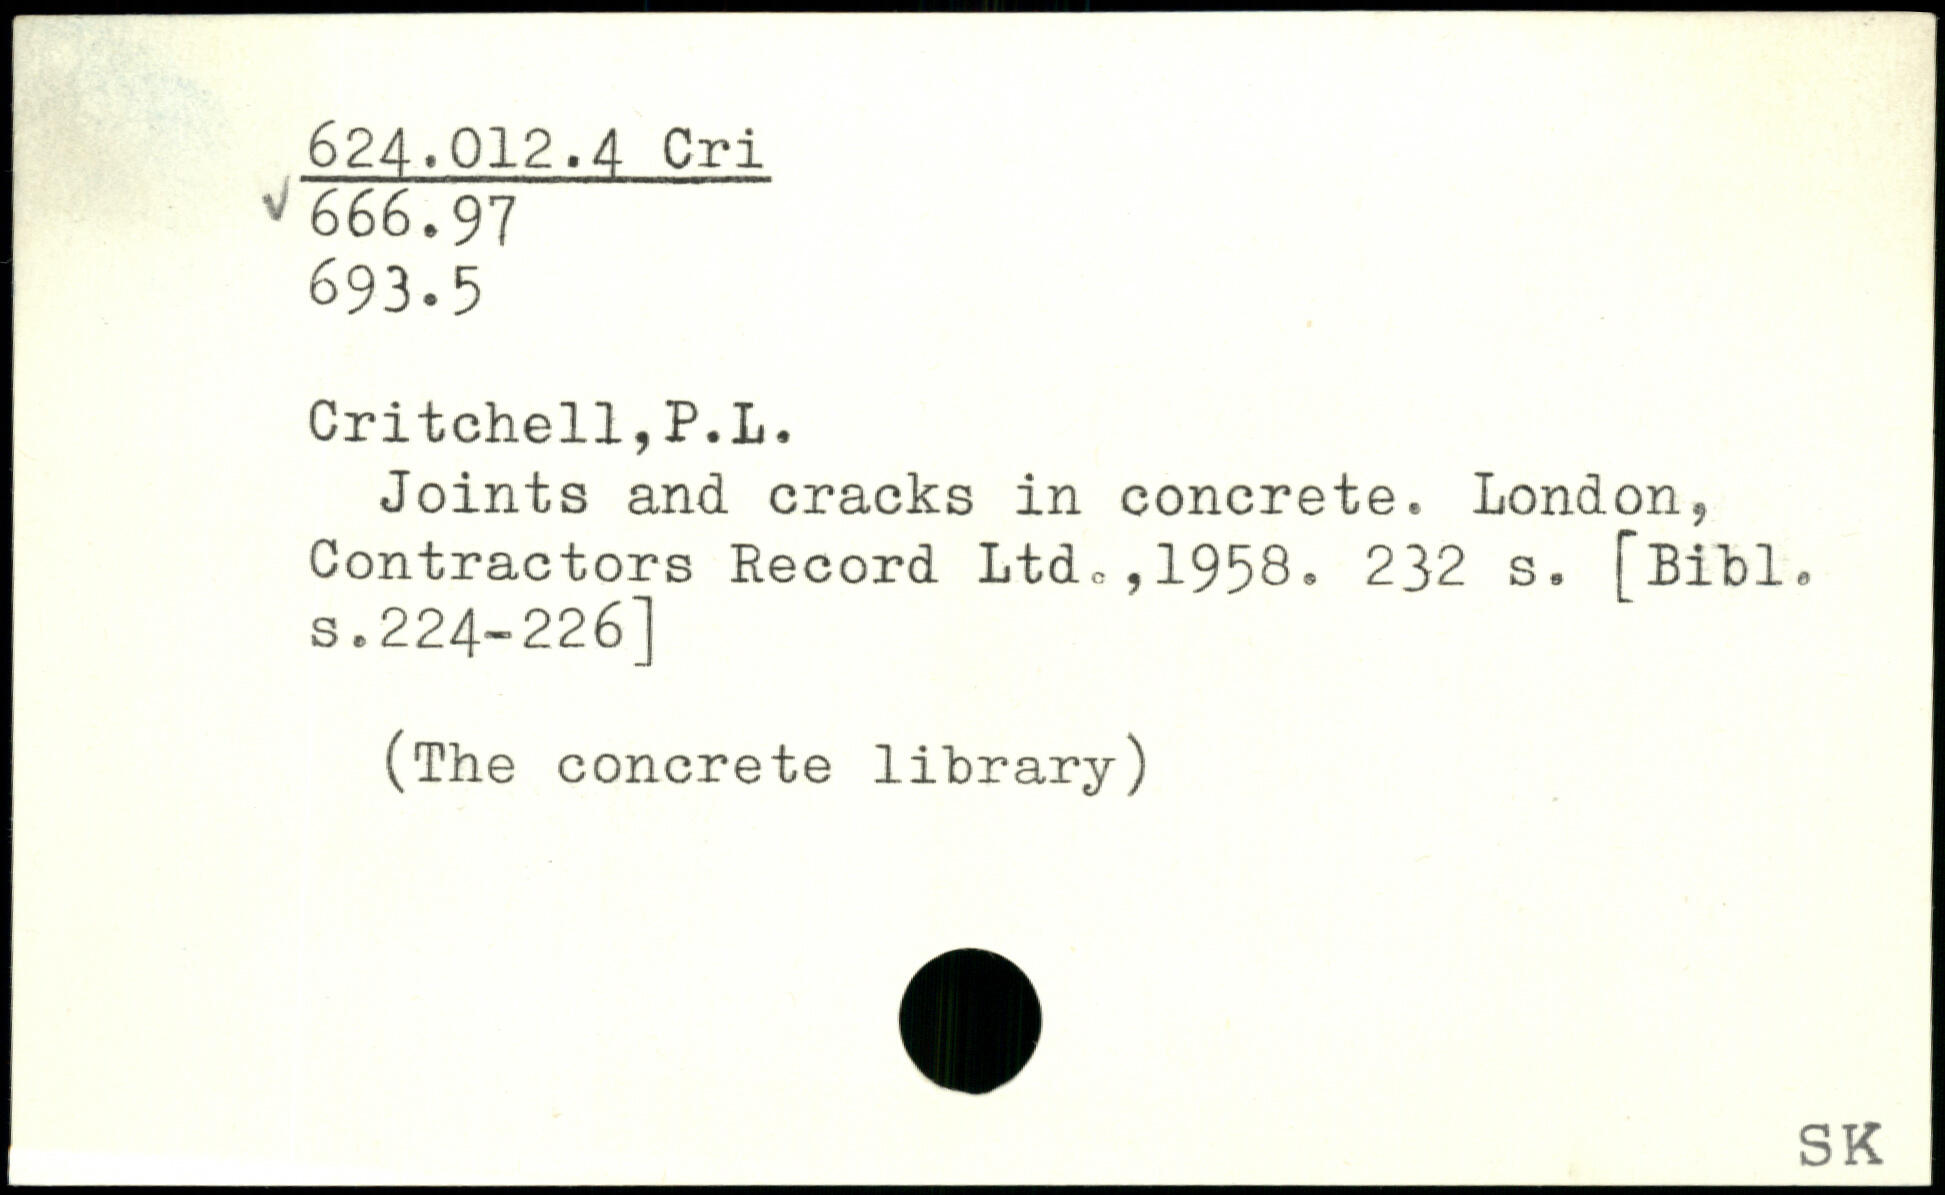 624.012.4 Cri
✓ 666.97
693.5
Critchell,P.L.
Joints and cracks in concrete. London,
Contractors Record Ltd.,1958. 232 s. [Bibl.
s.224-226]
(The concrete library)
SK